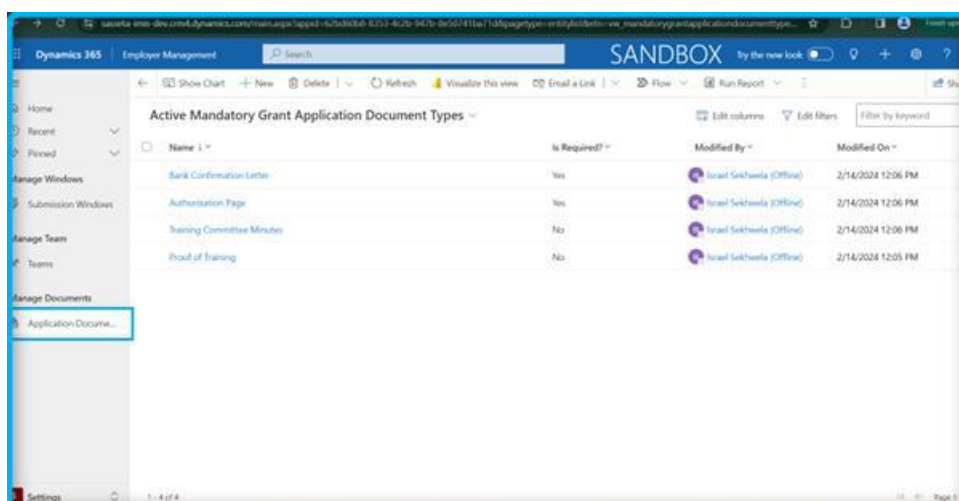 Dynamics 365 Employer Management Search SANDBOX Try the new look
Show Chart New Delete Refresh Visualize this view Email a Link Flow Run Report
Home
Recent
Pinned
Manage Windows
Submission Windows
Manage Team
Teams
Manage Documents
Application Docume...
Settings
Active Mandatory Grant Application Document Types
Edit columns Edit filters Filter by keyword
Name Is Required? Modified By Modified On
Bank Confirmation Letter Yes Israel Sekhwela (Offline) 2/14/2024 12:06 PM
Authorization Page Yes Israel Sekhwela (Offline) 2/14/2024 12:06 PM
Training Committee Minutes No Israel Sekhwela (Offline) 2/14/2024 12:06 PM
Proof of Training No Israel Sekhwela (Offline) 2/14/2024 12:05 PM
1 - 4 of 4
Page